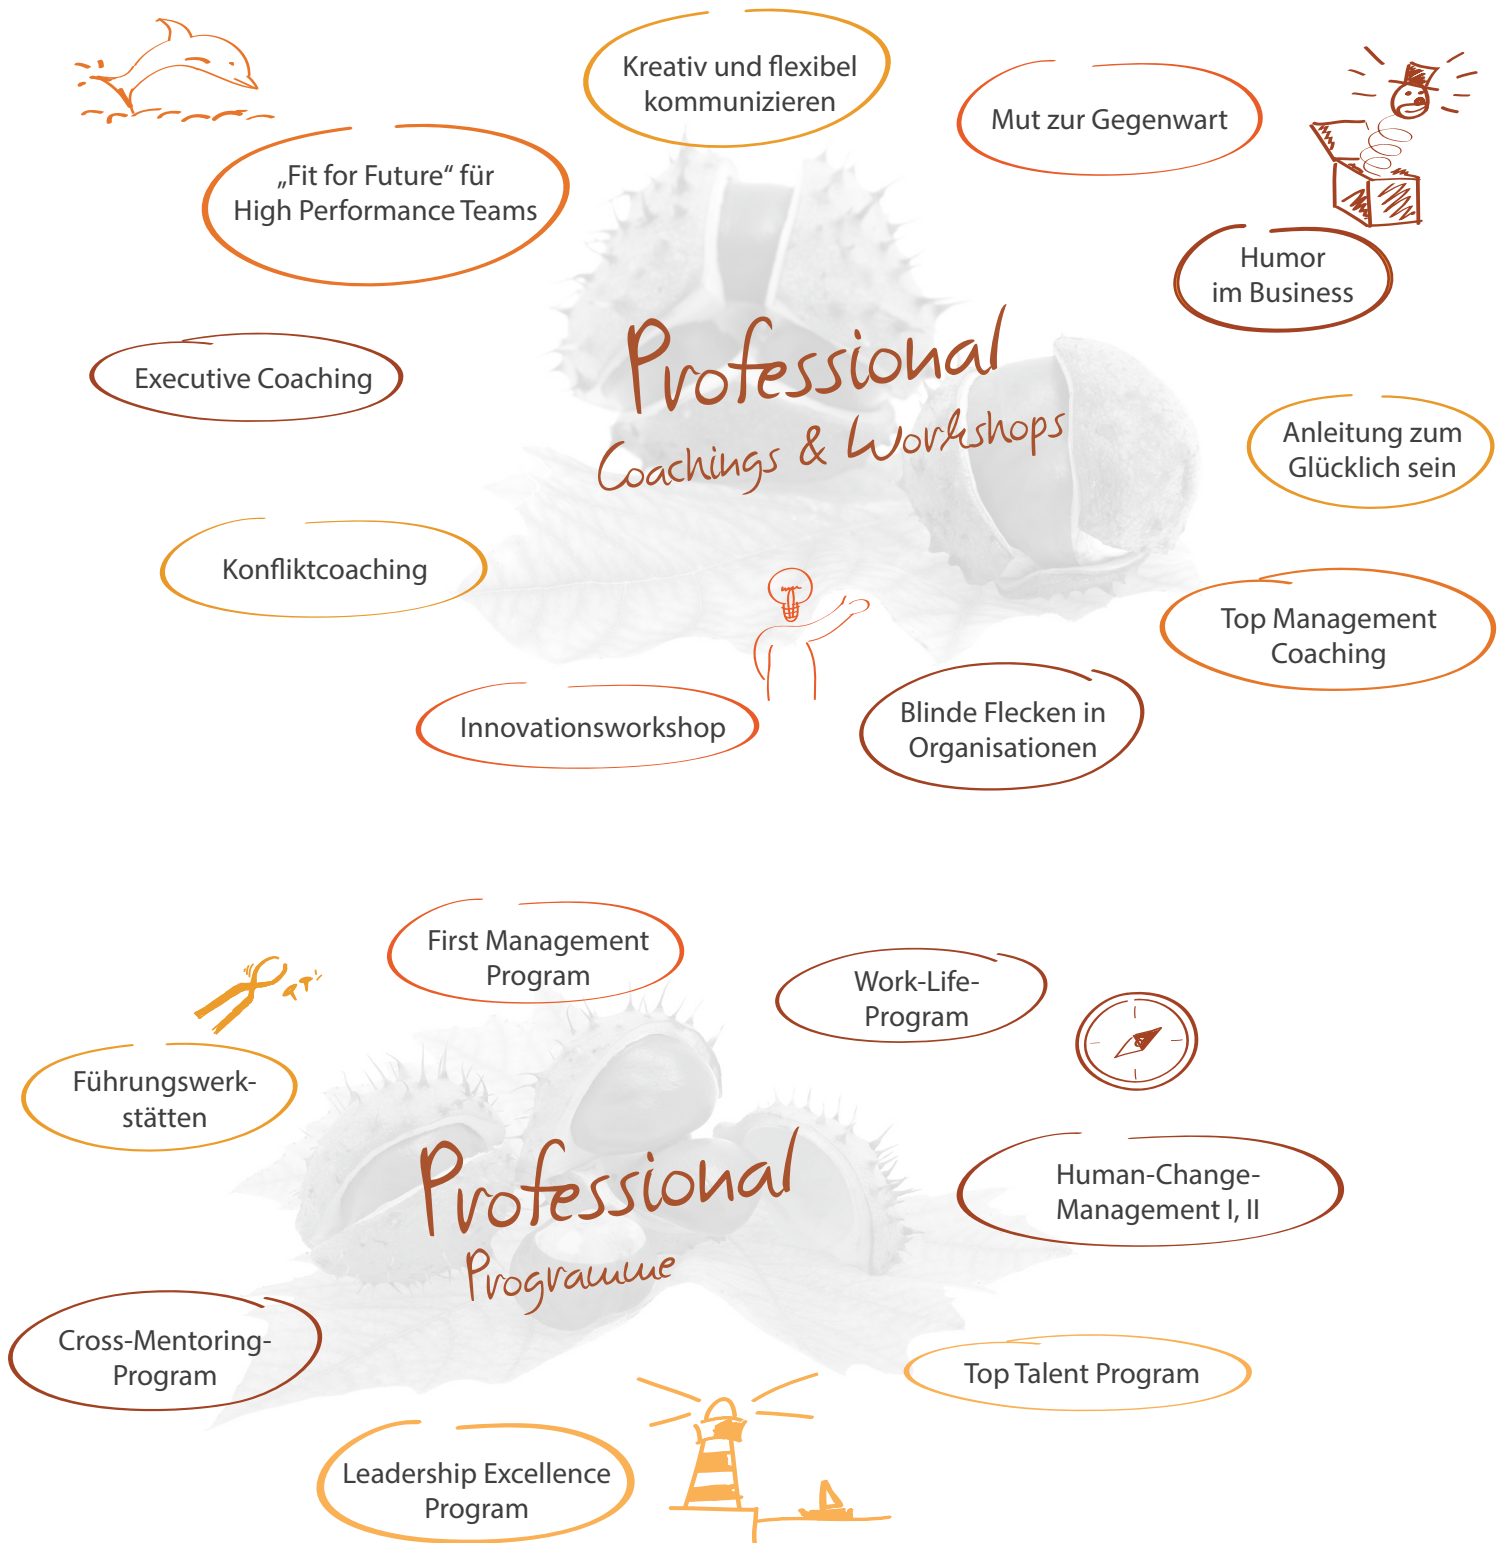 Kreativ und flexibel
kommunizieren
Mut zur Gegenwart
„Fit for Future“ für
High Performance Teams
Humor
im Business
Professional
Coachings & Workshops
Executive Coaching
Anleitung zum
Glücklich sein
Konfliktcoaching
Top Management
Coaching
Innovationsworkshop
Blinde Flecken in
Organisationen
First Management
Program
Work-Life-
Program
Führungswerk-
stätten
Professional
Programme
Human-Change-
Management I, II
Cross-Mentoring-
Program
Top Talent Program
Leadership Excellence
Program